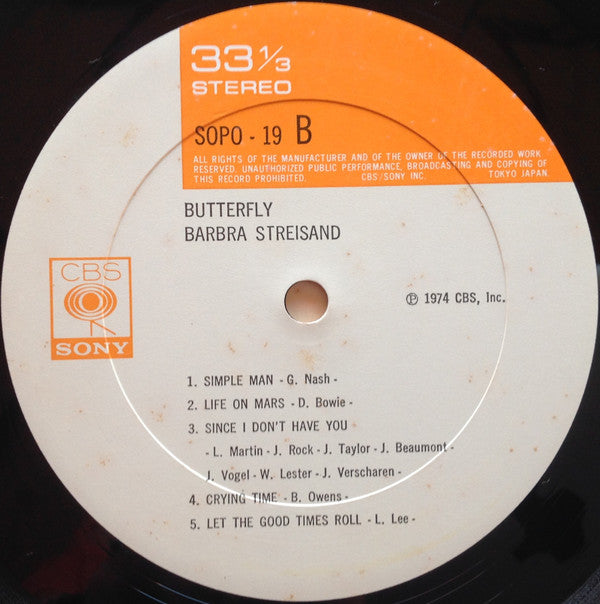 33 1/3
STEREO
SOPO - 19 B
ALL RIGHTS OF THE MANUFACTURER AND OF THE OWNER OF THE RECORDED WORK
RESERVED. UNAUTHORIZED PUBLIC PERFORMANCE, BROADCASTING AND COPYING OF
THIS RECORD PROHIBITED. CBS/SONY INC. TOKYO JAPAN.
BUTTERFLY
BARBRA STREISAND
CBS
SONY
℗ 1974 CBS, Inc.
1. SIMPLE MAN - G. Nash -
2. LIFE ON MARS - D. Bowie -
3. SINCE I DON'T HAVE YOU
- L. Martin - J. Rock - J. Taylor - J. Beaumont -
J. Vogel - W. Lester - J. Verscharen -
4. CRYING TIME - B. Owens -
5. LET THE GOOD TIMES ROLL - L. Lee -